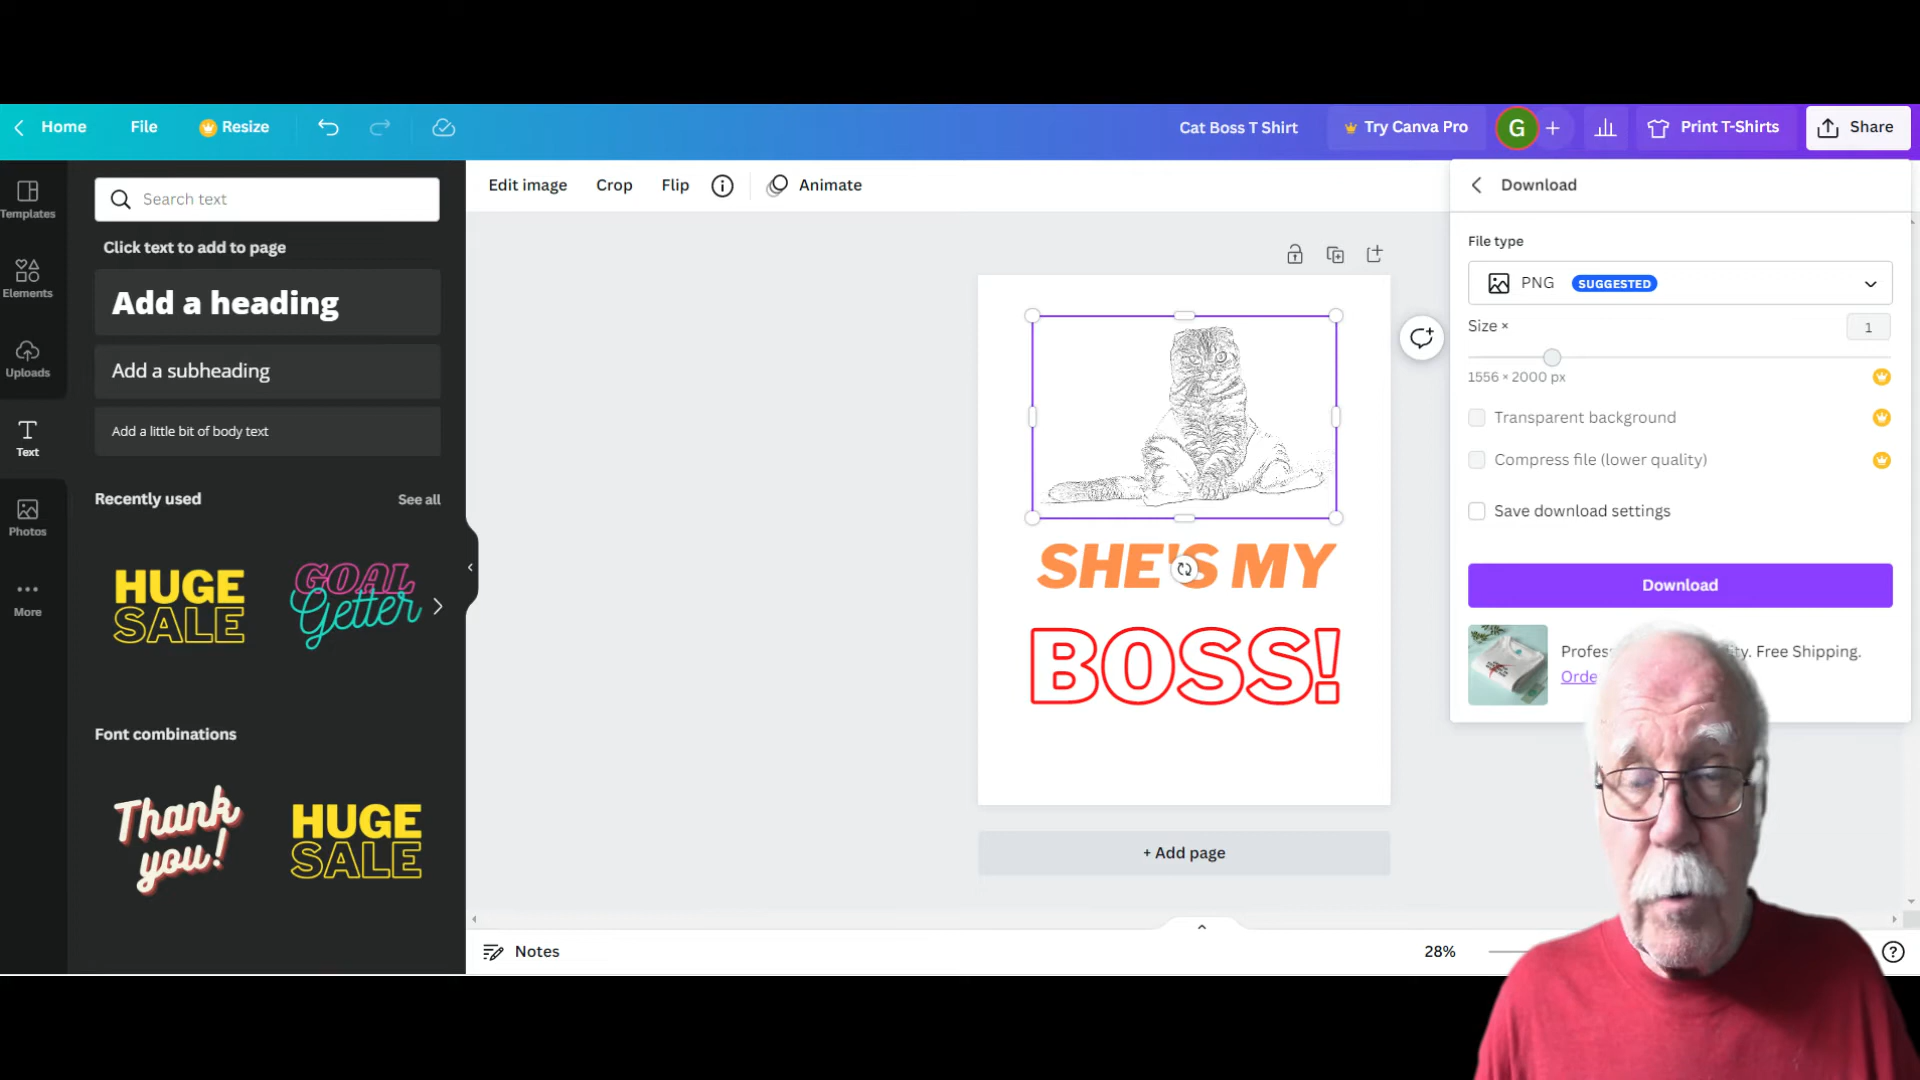 Home
File
Resize
Cat Boss T Shirt
Try Canva Pro
G
Print T-Shirts
Share
Templates
Elements
Uploads
Text
Photos
More
Search text
Click text to add to page
Add a heading
Add a subheading
Add a little bit of body text
Recently used
See all
HUGE
SALE
GOAL
Getter
Font combinations
Thank
you!
HUGE
SALE
Edit image
Crop
Flip
Animate
SHE'S MY
BOSS!
+ Add page
Notes
28%
Download
File type
PNG
SUGGESTED
Size ×
1
1556 × 2000 px
Transparent background
Compress file (lower quality)
Save download settings
Download
Free Shipping.